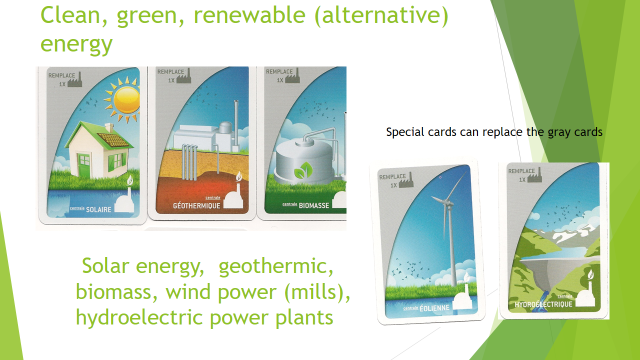 Clean, green, renewable (alternative)
energy
REMPLACE
1X
centrale SOLAIRE
REMPLACE
1X
centrale
GÉOTHERMIQUE
REMPLACE
1X
centrale BIOMASSE
Special cards can replace the gray cards
REMPLACE
1X
centrale ÉOLIENNE
REMPLACE
1X
centrale
HYDROÉLECTRIQUE
Solar energy, geothermic,
biomass, wind power (mills),
hydroelectric power plants